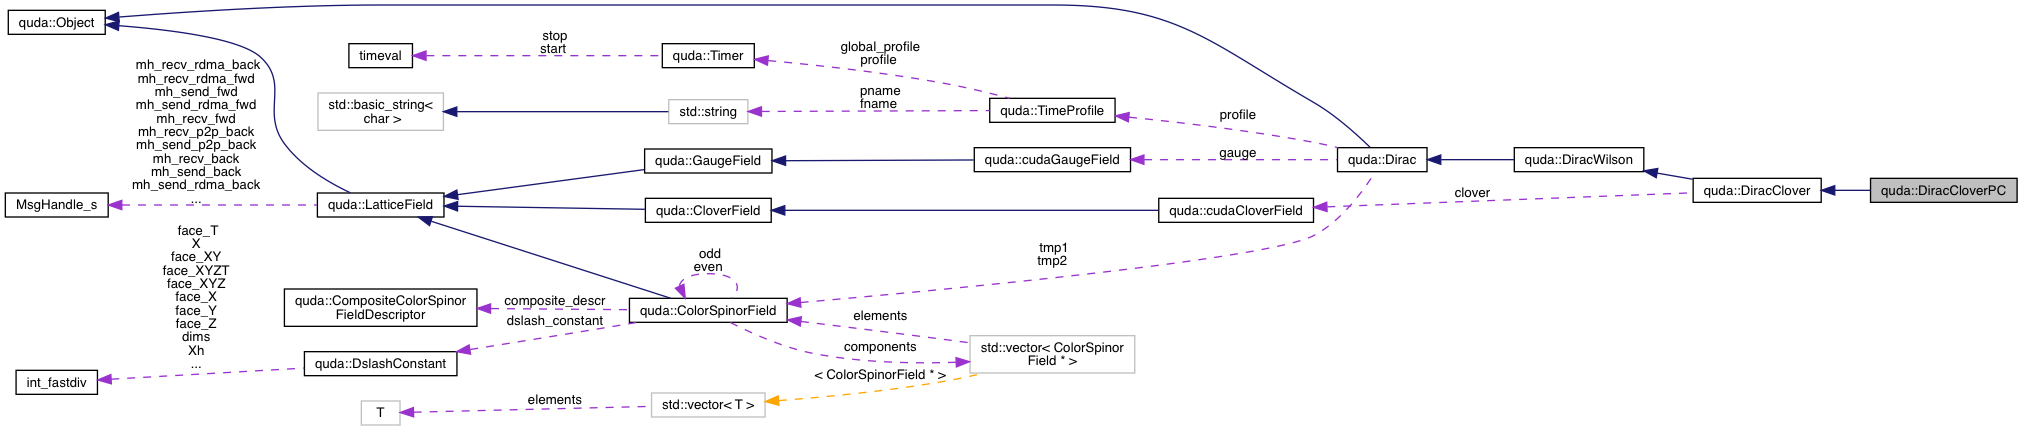 quda::Object
stop
start
timeval
quda::Timer
global_profile
profile
mh_recv_rdma_back
mh_recv_rdma_fwd
mh_send_fwd
mh_send_rdma_fwd
mh_recv_fwd
mh_recv_p2p_back
mh_send_p2p_back
mh_recv_back
mh_send_back
mh_send_rdma_back
...
std::basic_string<
char >
std::string
pname
fname
quda::TimeProfile
profile
quda::GaugeField
quda::cudaGaugeField
gauge
quda::Dirac
quda::DiracWilson
MsgHandle_s
quda::LatticeField
quda::CloverField
quda::cudaCloverField
clover
quda::DiracClover
quda::DiracCloverPC
face_T
X
face_XY
face_XYZT
face_XYZ
face_X
face_Y
face_Z
dims
Xh
...
odd
even
tmp1
tmp2
quda::CompositeColorSpinor
FieldDescriptor
composite_descr
quda::ColorSpinorField
dslash_constant
elements
components
std::vector< ColorSpinor
Field * >
quda::DslashConstant
int_fastdiv
< ColorSpinorField * >
T
elements
std::vector< T >